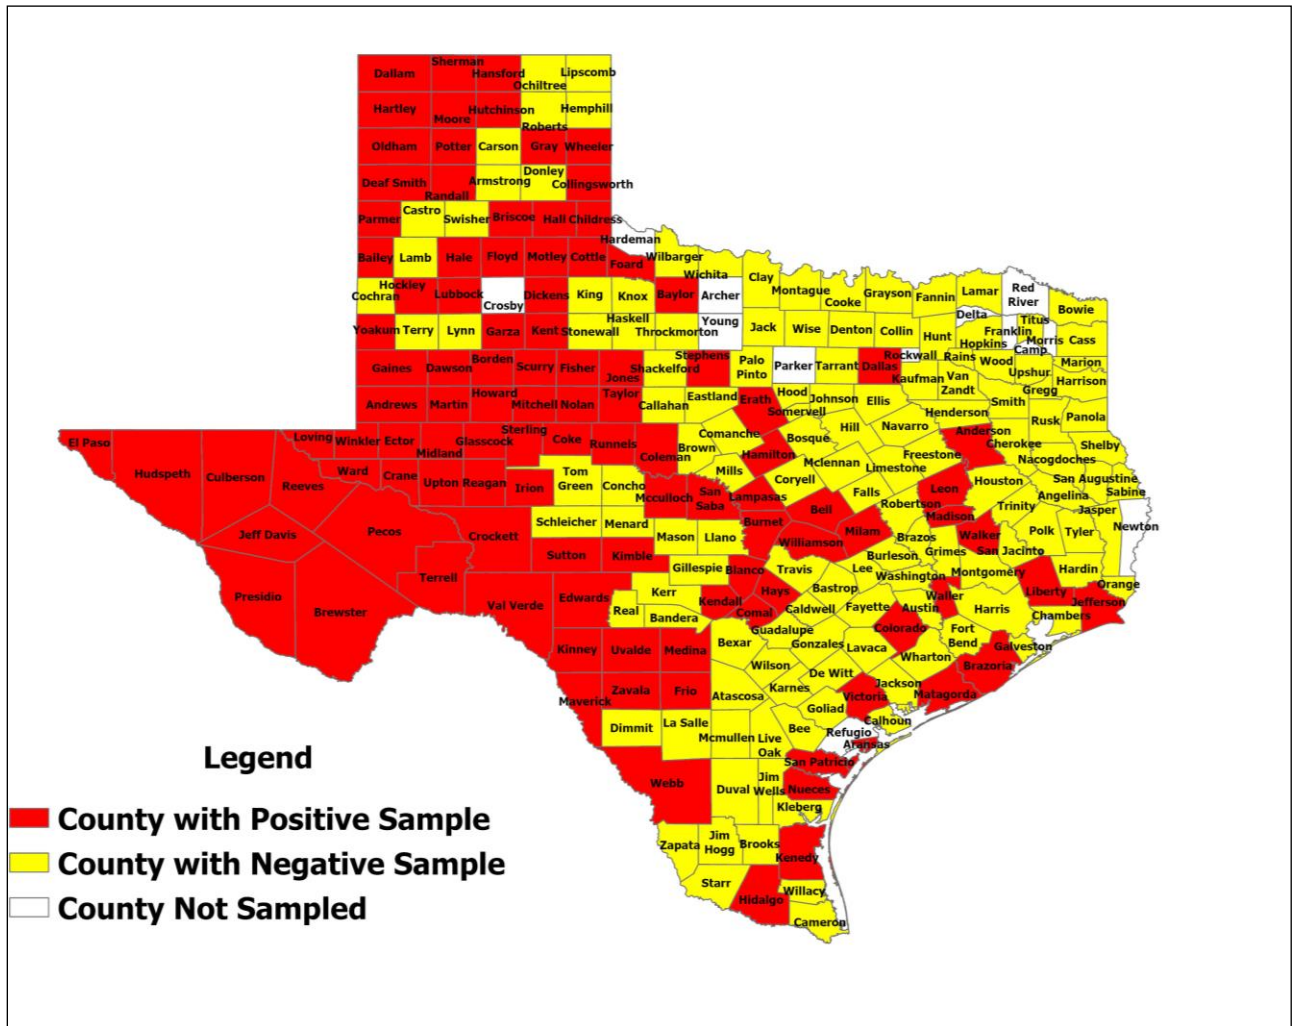 Dallam Sherman Hansford Ochiltree Lipscomb
Hartley Moore Hutchinson Roberts Hemphill
Oldham Potter Carson Gray Wheeler
Deaf Smith Randall Armstrong Donley Collingsworth
Parmer Castro Swisher Briscoe Hall Childress
Hardeman
Bailey Lamb Hale Floyd Motley Cottle Foard Wilbarger Wichita Clay Montague Cooke Grayson Fannin Lamar Red River Bowie
Cochran Hockley Lubbock Crosby Dickens King Knox Baylor Archer
Yoakum Terry Lynn Garza Kent Stonewall Haskell Throckmorton Young Jack Wise Denton Collin Hunt Delta Hopkins Franklin Titus Camp Morris Cass
Gaines Dawson Borden Scurry Fisher Jones Shackelford Stephens Palo Pinto Parker Tarrant Dallas Rockwall Kaufman Rains Van Zandt Wood Upshur Gregg Marion Harrison
Andrews Martin Howard Mitchell Nolan Taylor Callahan Eastland Erath Hood Somervell Johnson Ellis Henderson Smith Rusk Panola
El Paso Hudspeth Culberson Reeves Loving Winkler Ector Midland Glasscock Sterling Coke Runnels Coleman Brown Comanche Hamilton Bosque Hill Navarro Freestone Anderson Cherokee Nacogdoches Shelby
Ward Crane Upton Reagan Irion Tom Green Concho Mcculloch San Saba Mills Lampasas Coryell Mclennan Limestone Falls Robertson Leon Houston Trinity Angelina San Augustine Sabine
Jeff Davis Pecos Crockett Schleicher Menard Mason Llano Burnet Bell Williamson Milam Brazos Madison Walker Grimes San Jacinto Polk Tyler Jasper Newton
Presidio Brewster Terrell Val Verde Sutton Kimble Gillespie Blanco Travis Lee Burleson Washington Montgomery Liberty Hardin Orange
Edwards Real Kerr Bandera Kendall Comal Hays Caldwell Bastrop Fayette Austin Waller Harris Chambers Jefferson
Kinney Uvalde Medina Bexar Guadalupe Gonzales Lavaca Colorado Fort Bend Wharton Galveston Brazoria
Maverick Zavala Frio Atascosa Wilson Karnes De Witt Victoria Jackson Matagorda
Dimmit La Salle Mcmullen Live Oak Bee Goliad Refugio Calhoun Aransas
Webb Duval Jim Wells San Patricio Nueces Kleberg
Zapata Jim Hogg Brooks Kenedy
Starr Hidalgo Willacy
Cameron
Legend
County with Positive Sample
County with Negative Sample
County Not Sampled